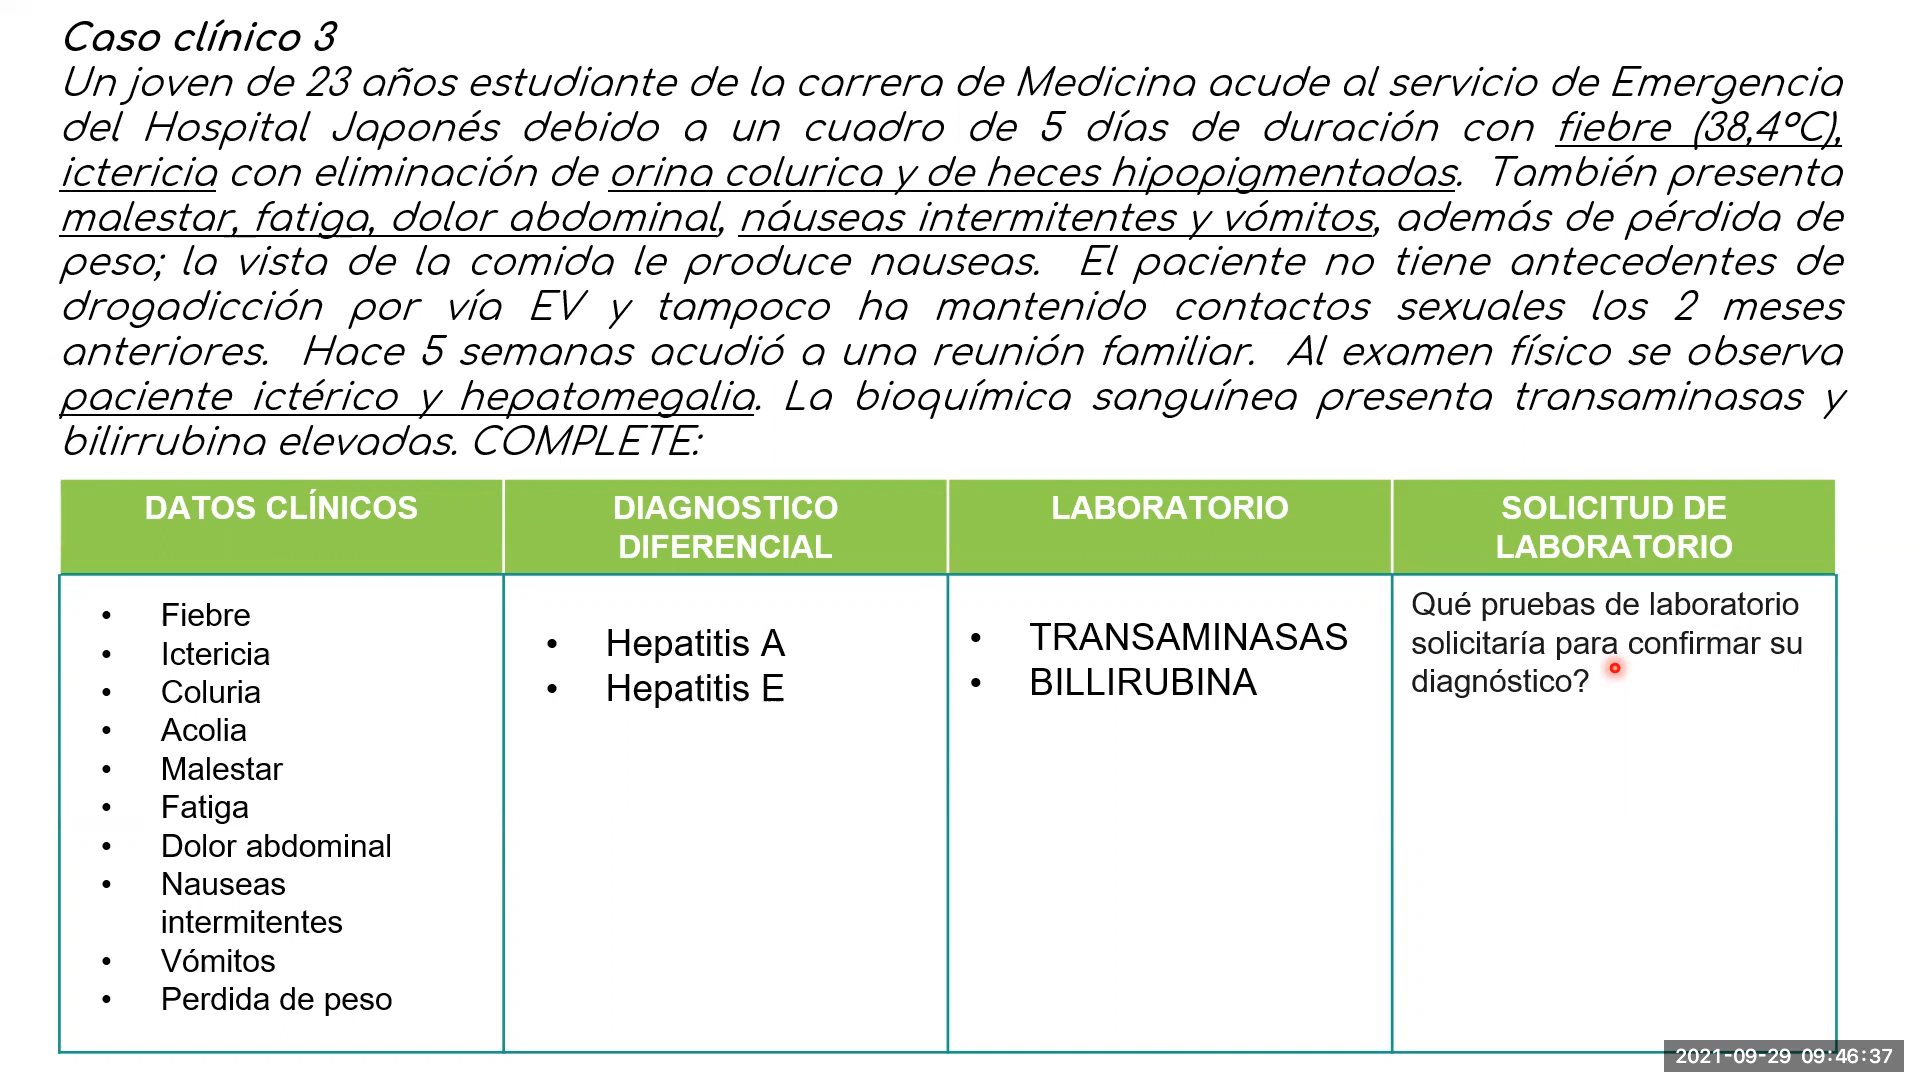 Caso clínico 3
Un joven de 23 años estudiante de la carrera de Medicina acude al servicio de Emergencia
del Hospital Japonés debido a un cuadro de 5 días de duración con fiebre (38,4°C),
ictericia con eliminación de orina colurica y de heces hipopigmentadas. También presenta
malestar, fatiga, dolor abdominal, náuseas intermitentes y vómitos, además de pérdida de
peso; la vista de la comida le produce nauseas. El paciente no tiene antecedentes de
drogadicción por vía EV y tampoco ha mantenido contactos sexuales los 2 meses
anteriores. Hace 5 semanas acudió a una reunión familiar. Al examen físico se observa
paciente ictérico y hepatomegalia. La bioquímica sanguínea presenta transaminasas y
bilirrubina elevadas. COMPLETE:
DATOS CLÍNICOS
• Fiebre
• Ictericia
• Coluria
• Acolia
• Malestar
• Fatiga
• Dolor abdominal
• Nauseas
intermitentes
• Vómitos
• Perdida de peso
DIAGNOSTICO
DIFERENCIAL
• Hepatitis A
• Hepatitis E
LABORATORIO
• TRANSAMINASAS
• BILLIRUBINA
SOLICITUD DE
LABORATORIO
Qué pruebas de laboratorio
solicitaría para confirmar su
diagnóstico?
2021-09-29 09:46:37